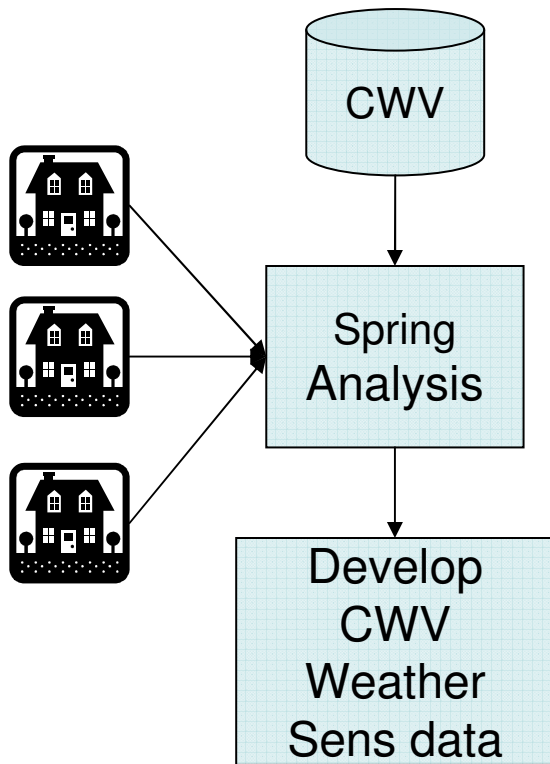 CWV
Spring
Analysis
Develop
CWV
Weather
Sens data